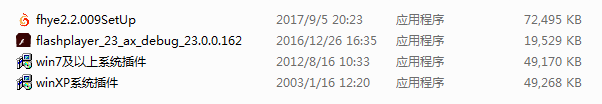 fhye2.2.009SetUp 2017/9/5 20:23 应用程序 72,495 KB
flashplayer_23_ax_debug_23.0.0.162 2016/12/26 16:35 应用程序 19,529 KB
win7及以上系统插件 2012/8/16 10:33 应用程序 49,170 KB
winXP系统插件 2003/1/16 12:20 应用程序 49,268 KB